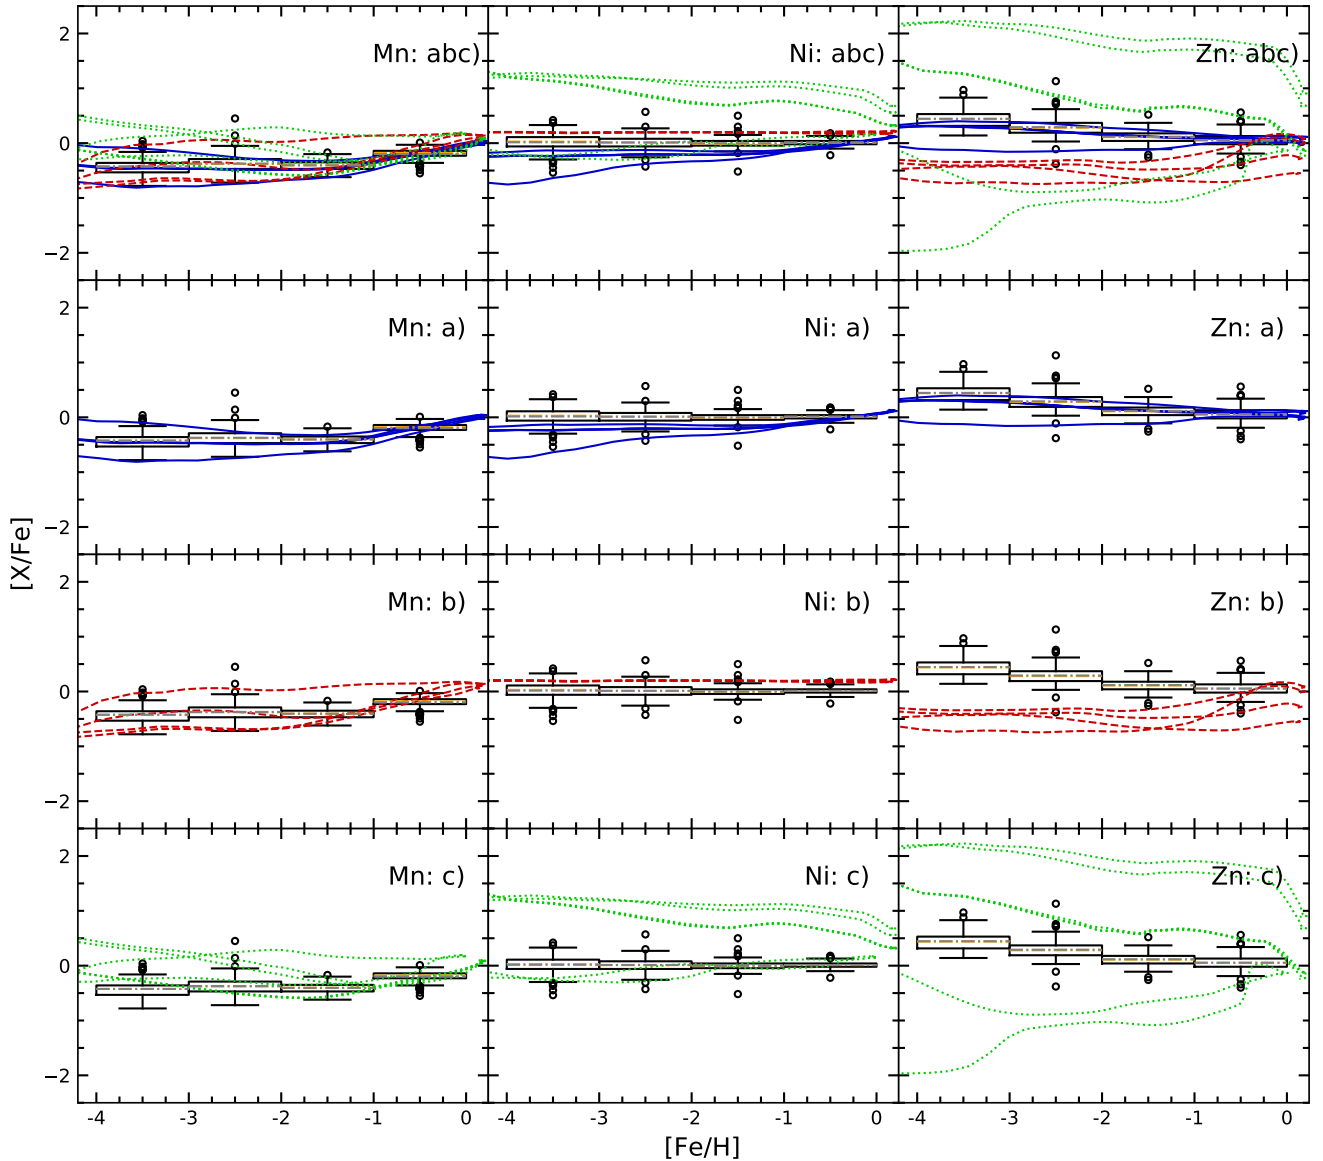 Mn: abc)
Ni: abc)
Zn: abc)
2
0
−2
Mn: a)
Ni: a)
Zn: a)
2
0
−2
[X/Fe]
Mn: b)
Ni: b)
Zn: b)
2
0
−2
Mn: c)
Ni: c)
Zn: c)
2
0
−2
-4 -3 -2 -1 0 -4 -3 -2 -1 0 -4 -3 -2 -1 0
[Fe/H]